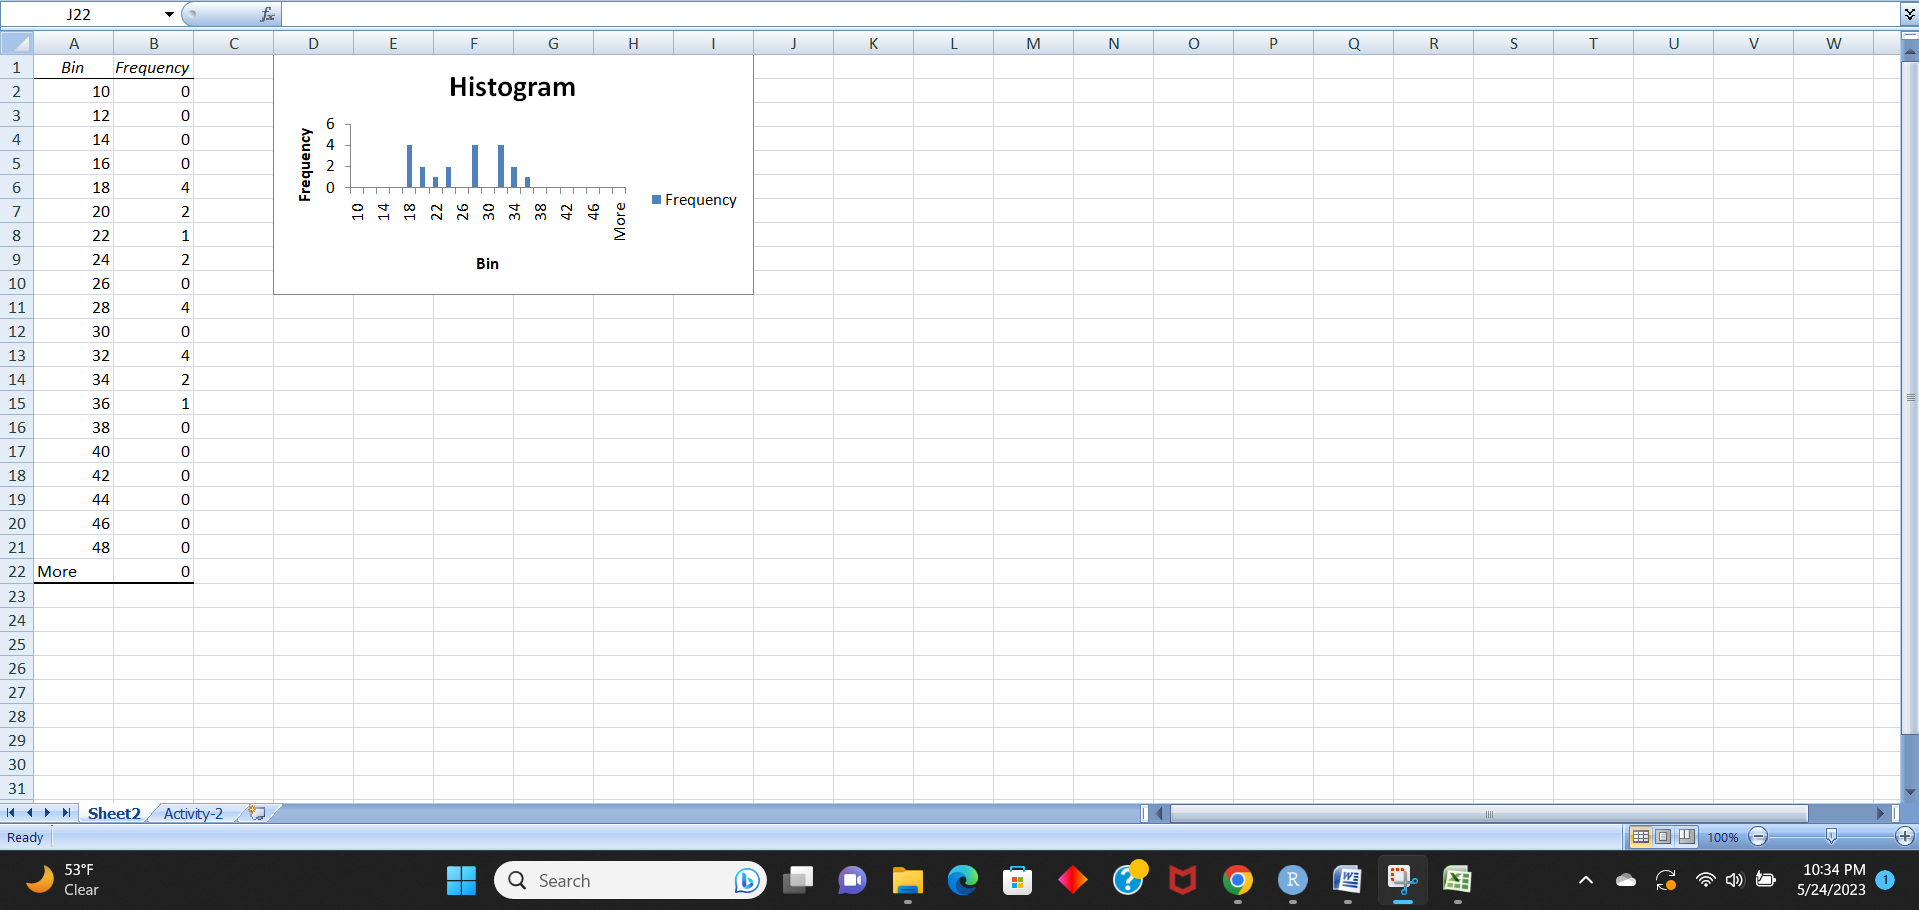 J22
A B C D E F G H I J K L M N O P Q R S T U V W
1 Bin Frequency
2 10 0
3 12 0
4 14 0
5 16 0
6 18 4
7 20 2
8 22 1
9 24 2
10 26 0
11 28 4
12 30 0
13 32 4
14 34 2
15 36 1
16 38 0
17 40 0
18 42 0
19 44 0
20 46 0
21 48 0
22 More 0
23
24
25
26
27
28
29
30
31
Histogram
Frequency
6
4
2
0
10 14 18 22 26 30 34 38 42 46 More
Bin
Frequency
Sheet2 Activity-2
Ready 100%
53°F
Clear
Search
R
10:34 PM
5/24/2023
1